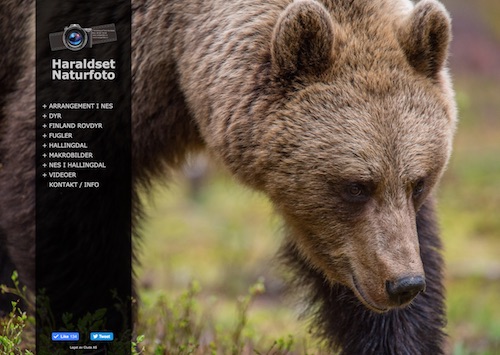 Haraldset
Naturfoto
+ ARRANGEMENT I NES
+ DYR
+ FINLAND ROVDYR
+ FUGLER
+ HALLINGDAL
+ MAKROBILDER
+ NES I HALLINGDAL
+ VIDEOER
KONTAKT / INFO
Like
Tweet